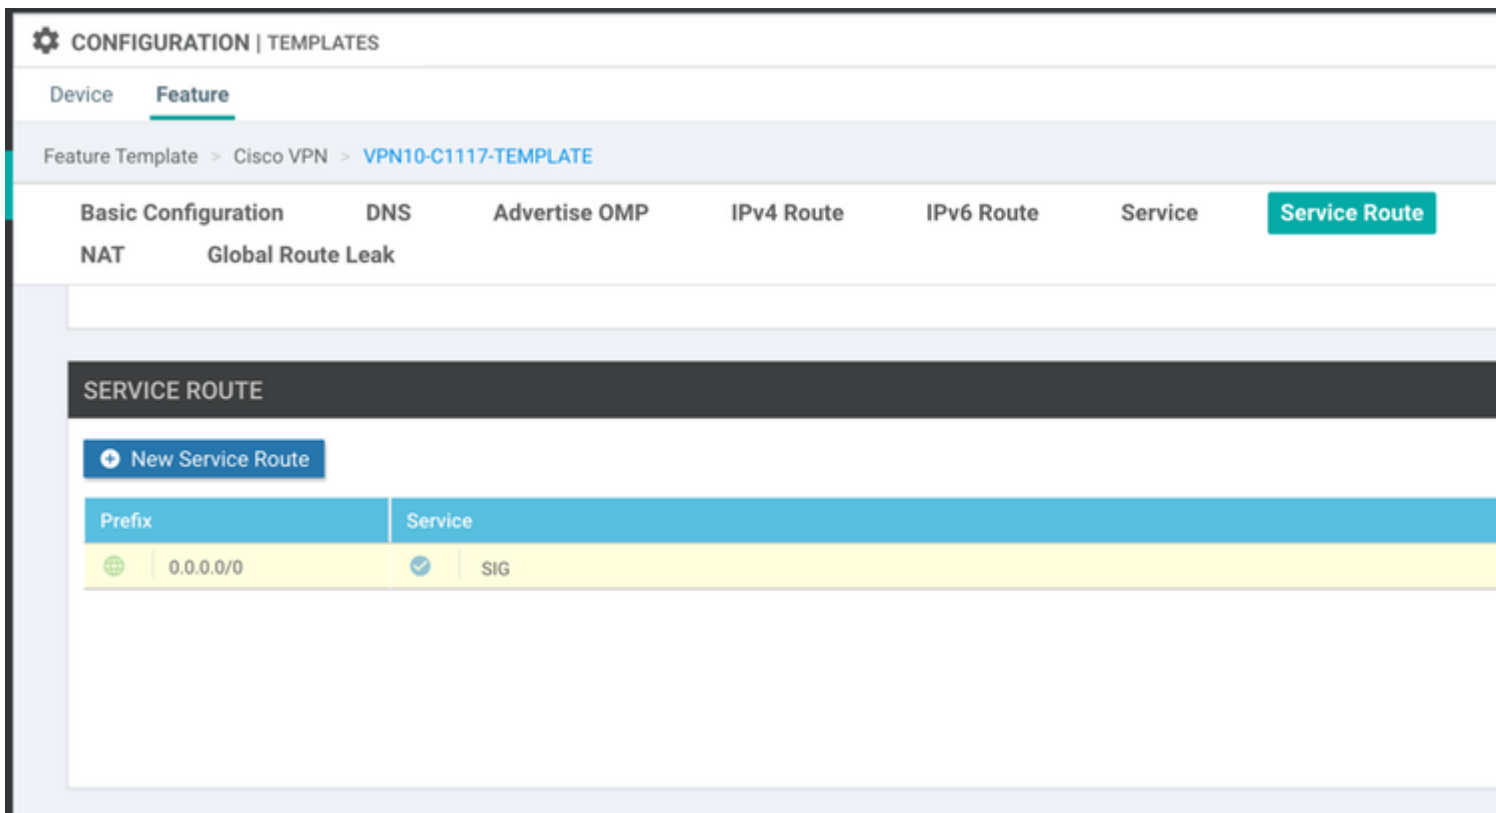 CONFIGURATION | TEMPLATES
Device Feature
Feature Template > Cisco VPN > VPN10-C1117-TEMPLATE
Basic Configuration DNS Advertise OMP IPv4 Route IPv6 Route Service Service Route
NAT Global Route Leak
SERVICE ROUTE
New Service Route
Prefix Service
0.0.0.0/0 SIG